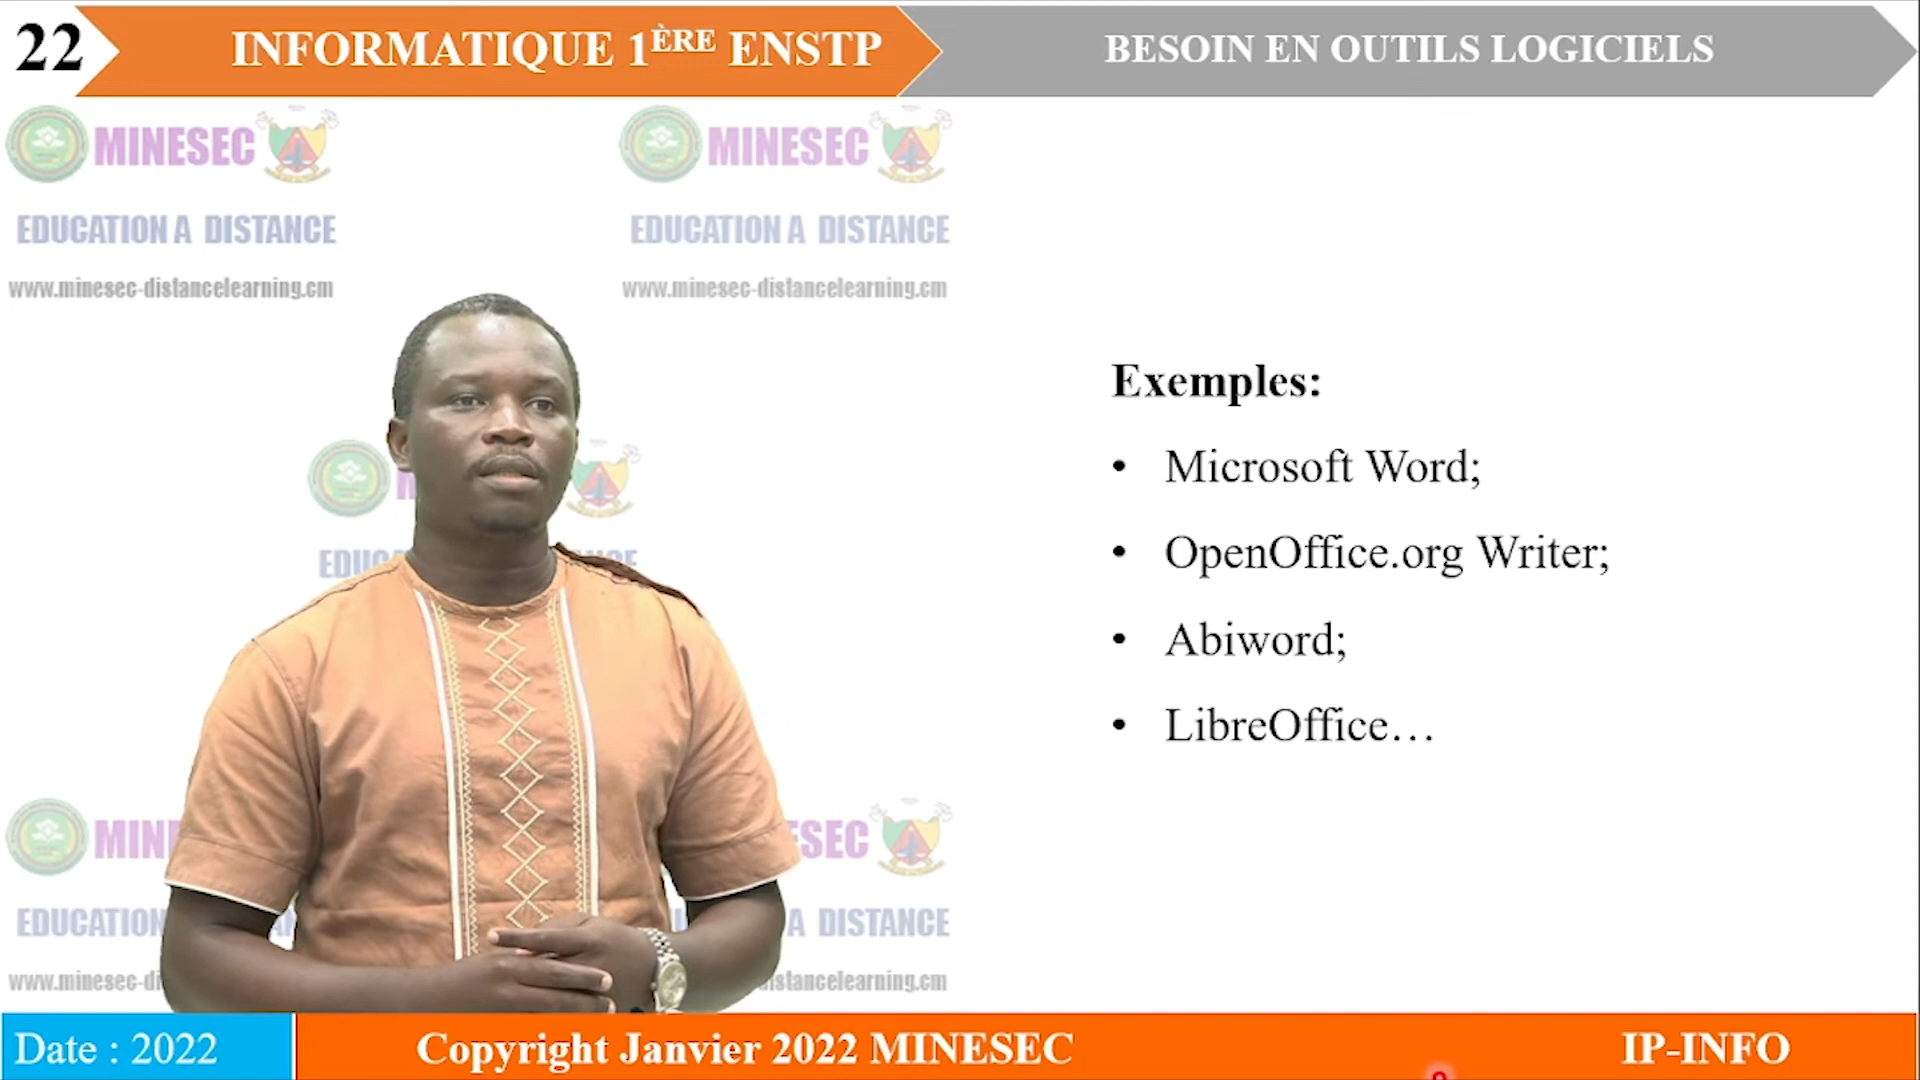 22
INFORMATIQUE 1ÈRE ENSTP
BESOIN EN OUTILS LOGICIELS
MINESEC
MINESEC
EDUCATION A DISTANCE
EDUCATION A DISTANCE
www.minesec-distancelearning.cm
www.minesec-distancelearning.cm
Exemples:
• Microsoft Word;
• OpenOffice.org Writer;
• Abiword;
• LibreOffice…
Date : 2022
Copyright Janvier 2022 MINESEC
IP-INFO